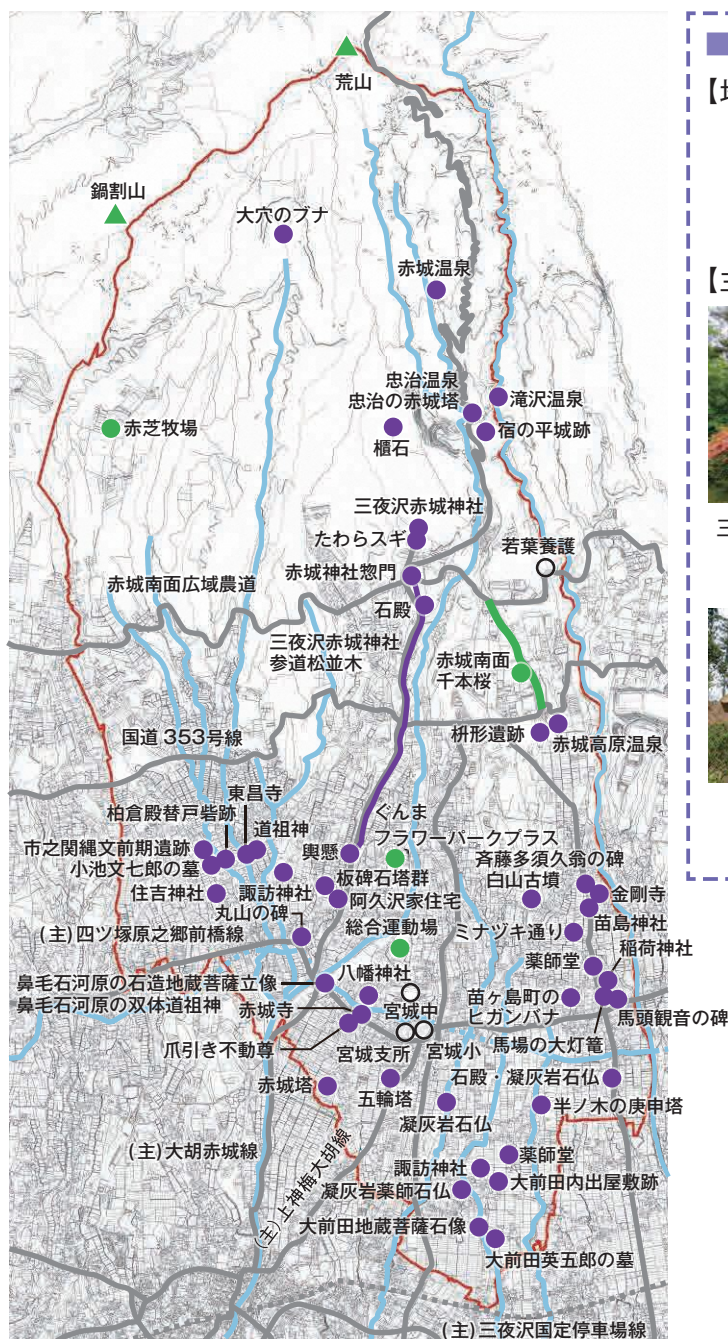 荒山
鍋割山
大穴のブナ
赤城温泉
忠治温泉
忠治の赤城塔
滝沢温泉
赤芝牧場
櫃石
宿の平城跡
三夜沢赤城神社
たわらスギ
若葉養護
赤城神社惣門
赤城南面広域農道
石殿
三夜沢赤城神社
参道松並木
赤城南面
千本桜
国道353号線
枡形遺跡
赤城高原温泉
東昌寺
柏倉殿替戸砦跡
道祖神
市之関縄文前期遺跡
小池文七郎の墓
輿懸
ぐんま
フラワーパークプラス
斉藤多須久翁の碑
住吉神社
諏訪神社
板碑石塔群
白山古墳
金剛寺
丸山の碑
阿久沢家住宅
苗島神社
(主)四ツ塚原之郷前橋線
総合運動場
ミナヅキ通り
稲荷神社
薬師堂
鼻毛石河原の石造地蔵菩薩立像
八幡神社
鼻毛石河原の双体道祖神
赤城寺
宮城中
苗ヶ島町の
ヒガンバナ
馬頭観音の碑
爪引き不動尊
馬場の大灯篭
宮城支所
宮城小
赤城塔
五輪塔
石殿・凝灰岩石仏
凝灰岩石仏
半ノ木の庚申塔
(主)大胡赤城線
(主)上神梅大胡線
薬師堂
諏訪神社
大前田内出屋敷跡
凝灰岩薬師石仏
大前田地蔵菩薩石像
大前田英五郎の墓
(主)三夜沢国定停車場線
【
【主
三